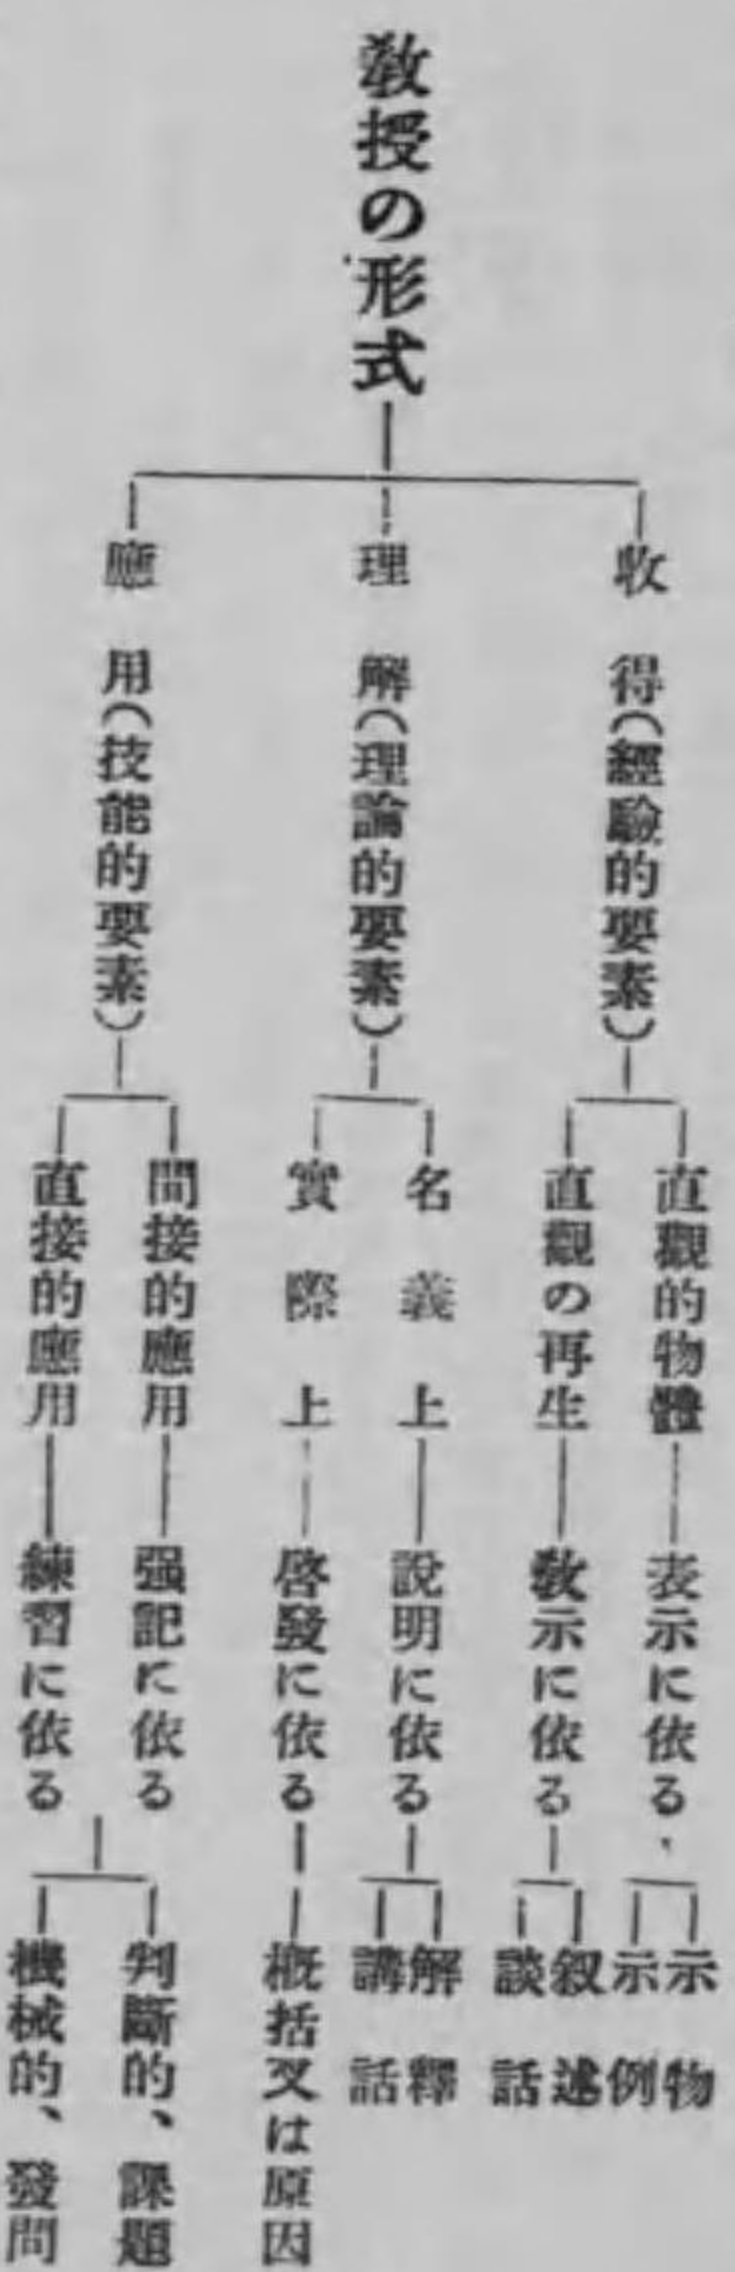 教授の形式
收得(經驗的要素)
直觀的物體
表示に依る
示物
示例
直觀の再生
教示に依る
叙述
談話
理解(理論的要素)
名義上
說明に依る
解釋
講話
實際上
啓發に依る
概括又は原因
應用(技能的要素)
間接的應用
强記に依る
直接的應用
練習に依る
判斷的、課題
機械的、發問